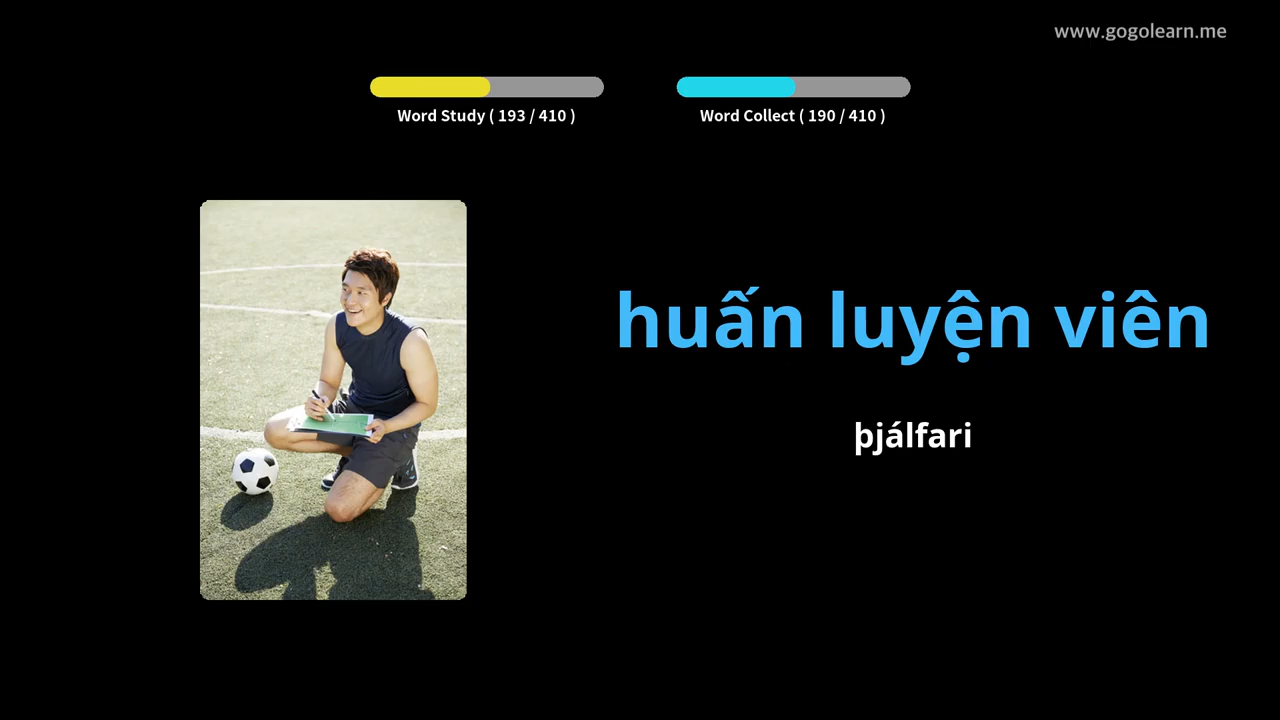 www.gogolearn.me
Word Study ( 193 / 410 )
Word Collect ( 190 / 410 )
huấn luyện viên
þjálfari